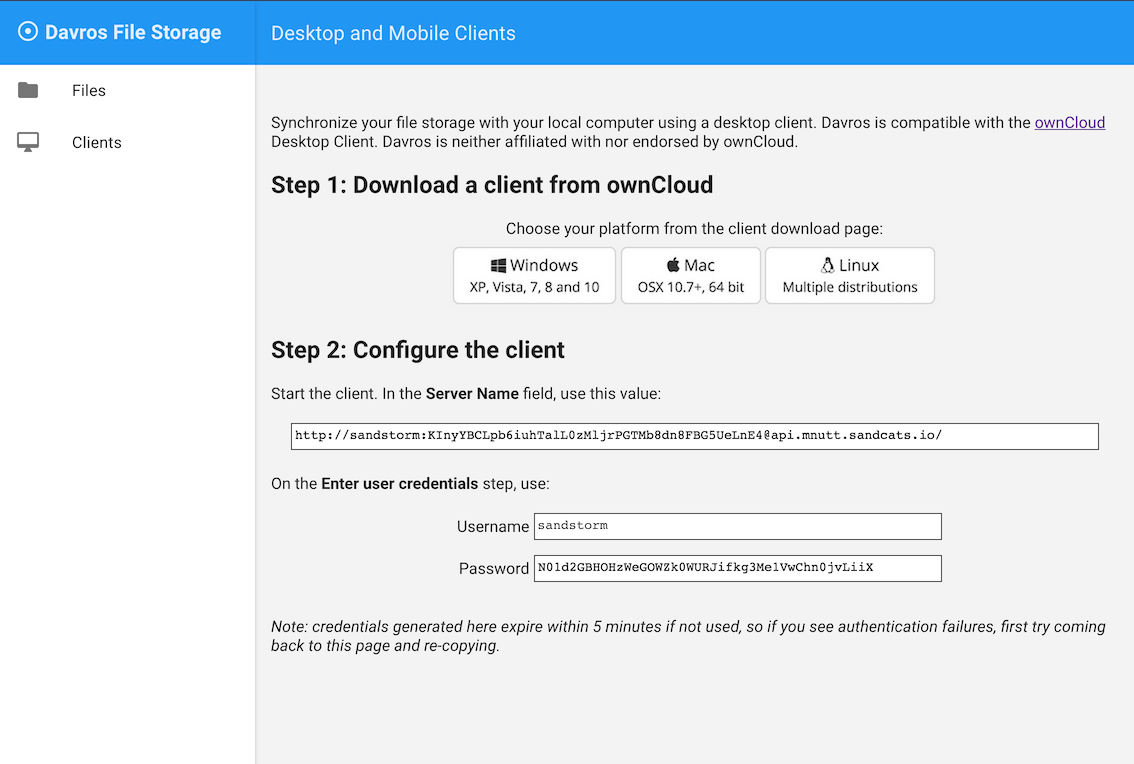 Davros File Storage
Desktop and Mobile Clients
Files
Clients
Synchronize your file storage with your local computer using a desktop client. Davros is compatible with the ownCloud
Desktop Client. Davros is neither affiliated with nor endorsed by ownCloud.
Step 1: Download a client from ownCloud
Choose your platform from the client download page:
Windows
XP, Vista, 7, 8 and 10
Mac
OSX 10.7+, 64 bit
Linux
Multiple distributions
Step 2: Configure the client
Start the client. In the Server Name field, use this value:
http://sandstorm:KInyYBCLpb6iuhTalL0zMljrPGTMb8dn8FBG5UeLnE4@api.mnutt.sandcats.io/
On the Enter user credentials step, use:
Username sandstorm
Password N01d2GBHOHzWeGOWZk0WURJifkg3Me1VwChn0jvLiiX
Note: credentials generated here expire within 5 minutes if not used, so if you see authentication failures, first try coming
back to this page and re-copying.